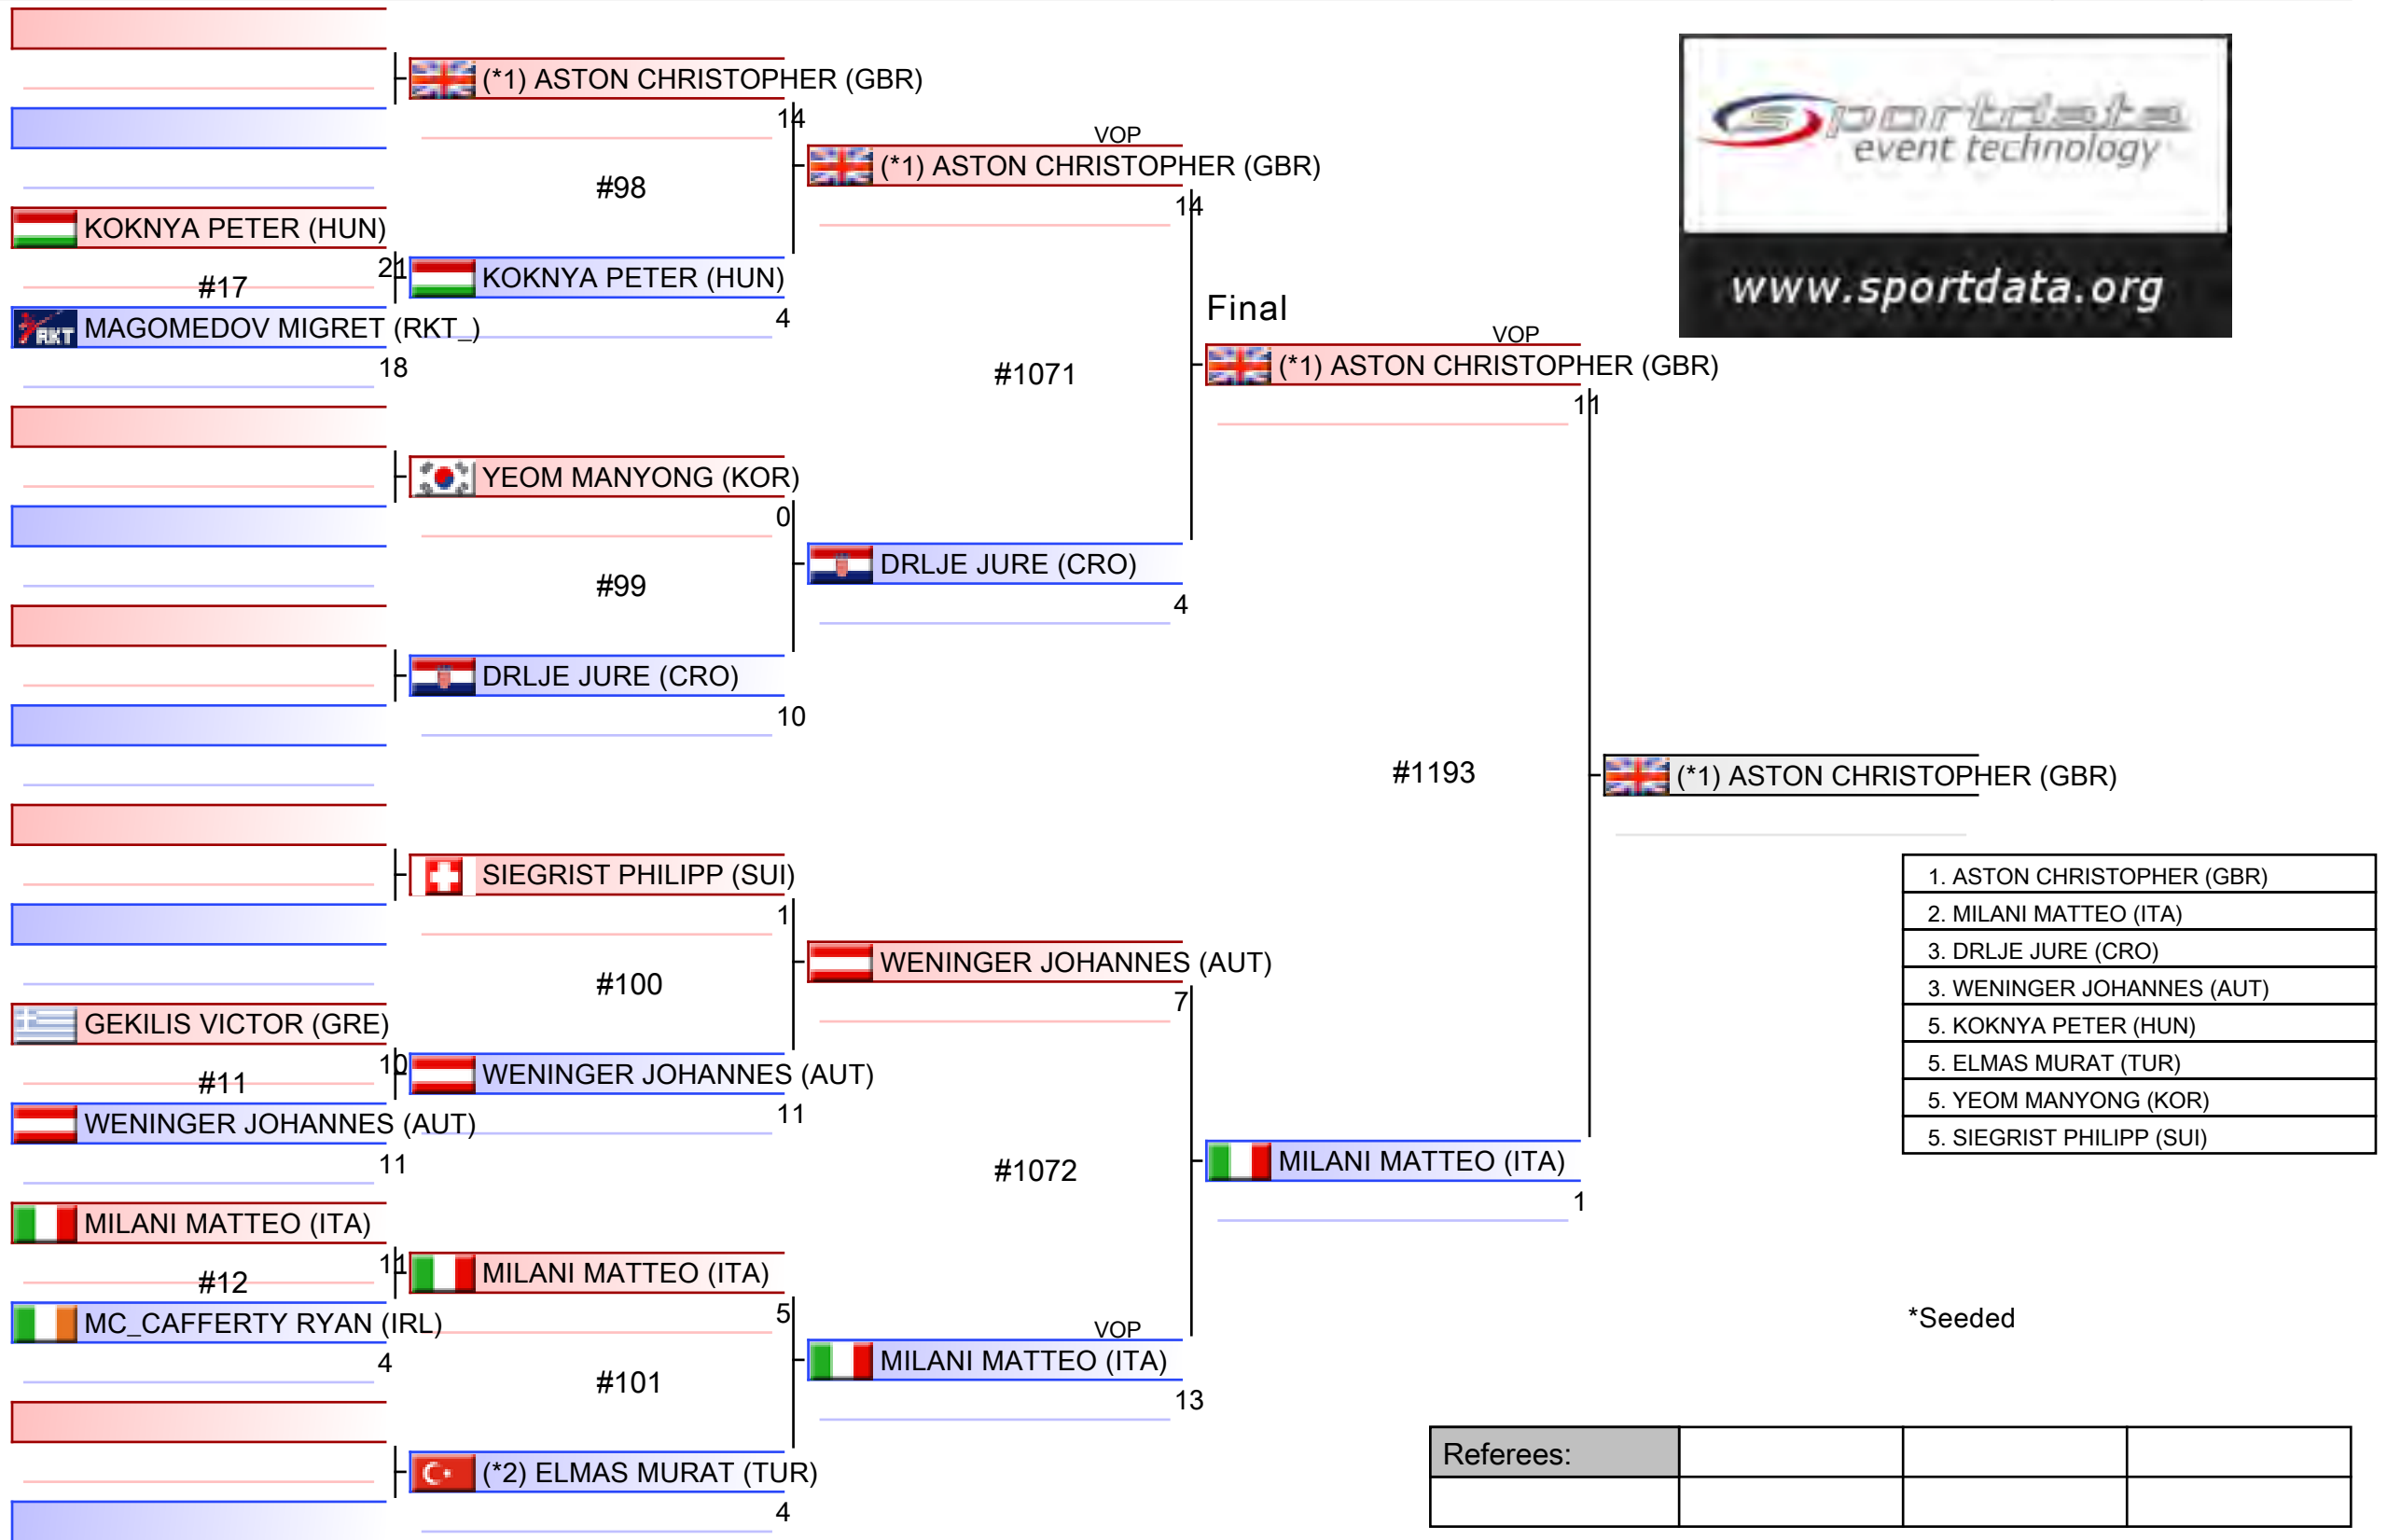 (*1) ASTON CHRISTOPHER (GBR)
14
#98
KOKNYA PETER (HUN)
21
#17
MAGOMEDOV MIGRET (RKT_)
18
RKT
KOKNYA PETER (HUN)
4
VOP
(*1) ASTON CHRISTOPHER (GBR)
14
#1071
YEOM MANYONG (KOR)
0
#99
DRLJE JURE (CRO)
10
DRLJE JURE (CRO)
4
Final
VOP
(*1) ASTON CHRISTOPHER (GBR)
11
#1193
(*1) ASTON CHRISTOPHER (GBR)
SIEGRIST PHILIPP (SUI)
1
#100
GEKILIS VICTOR (GRE)
10
#11
WENINGER JOHANNES (AUT)
11
WENINGER JOHANNES (AUT)
11
WENINGER JOHANNES (AUT)
7
#1072
MILANI MATTEO (ITA)
1
MILANI MATTEO (ITA)
11
#12
MC_CAFFERTY RYAN (IRL)
4
MILANI MATTEO (ITA)
5
#101
(*2) ELMAS MURAT (TUR)
4
VOP
MILANI MATTEO (ITA)
13
sportdata
event technology
www.sportdata.org
1. ASTON CHRISTOPHER (GBR)
2. MILANI MATTEO (ITA)
3. DRLJE JURE (CRO)
3. WENINGER JOHANNES (AUT)
5. KOKNYA PETER (HUN)
5. ELMAS MURAT (TUR)
5. YEOM MANYONG (KOR)
5. SIEGRIST PHILIPP (SUI)
*Seeded
Referees: